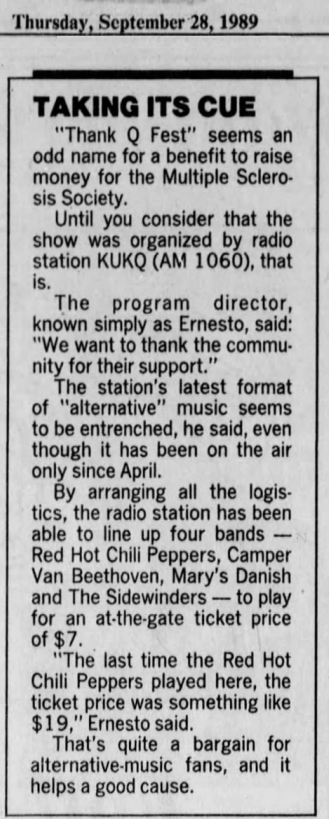 Thursday, September 28, 1989
TAKING ITS CUE
"Thank Q Fest" seems an
odd name for a benefit to raise
money for the Multiple Sclero-
sis Society.
Until you consider that the
show was organized by radio
station KUKQ (AM 1060), that
is.
The program director,
known simply as Ernesto, said:
"We want to thank the commu-
nity for their support."
The station's latest format
of "alternative" music seems
to be entrenched, he said, even
though it has been on the air
only since April.
By arranging all the logis-
tics, the radio station has been
able to line up four bands —
Red Hot Chili Peppers, Camper
Van Beethoven, Mary's Danish
and The Sidewinders — to play
for an at-the-gate ticket price
of $7.
"The last time the Red Hot
Chili Peppers played here, the
ticket price was something like
$19," Ernesto said.
That's quite a bargain for
alternative-music fans, and it
helps a good cause.